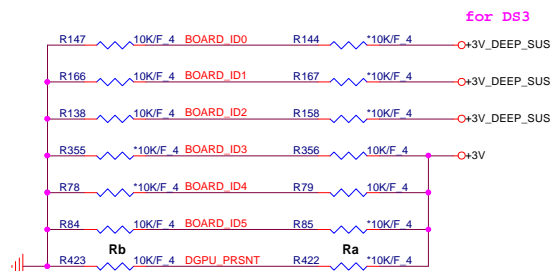 for DS3
R147 10K/F_4 BOARD_ID0 R144 *10K/F_4 +3V_DEEP_SUS
R166 10K/F_4 BOARD_ID1 R167 *10K/F_4 +3V_DEEP_SUS
R138 10K/F_4 BOARD_ID2 R158 *10K/F_4 +3V_DEEP_SUS
R355 *10K/F_4 BOARD_ID3 R356 10K/F_4 +3V
R78 *10K/F_4 BOARD_ID4 R79 10K/F_4
R84 10K/F_4 BOARD_ID5 R85 *10K/F_4
Rb Ra
R423 10K/F_4 DGPU_PRSNT R422 *10K/F_4